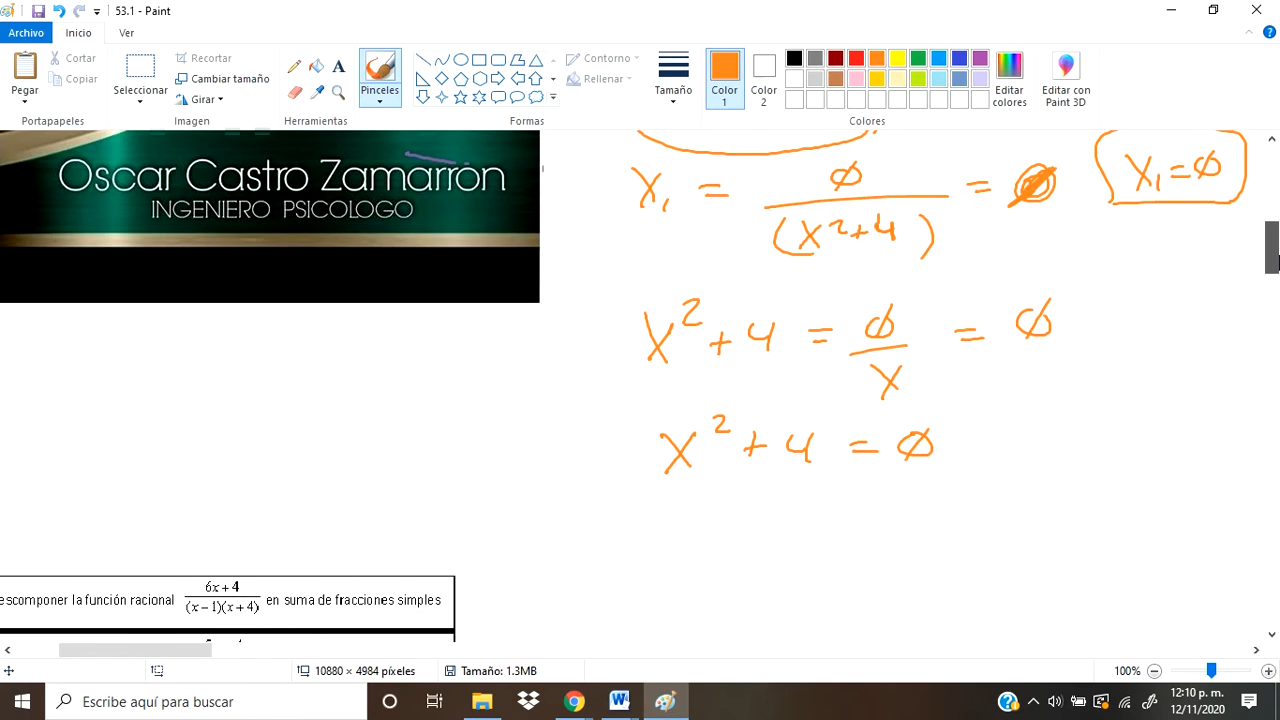 53.1 - Paint
Archivo Inicio Ver
Pegar
Cortar
Copiar
Portapapeles
Seleccionar
Recortar
Cambiar tamaño
Girar
Imagen
Herramientas
Pinceles
Contorno
Rellenar
Formas
Tamaño
Color 1
Color 2
Editar colores
Editar con Paint 3D
Colores
Oscar Castro Zamarrón
INGENIERO PSICOLOGO
X₁ = ø / (x²+4) =
X₁ = ø
x² + 4 = ø / x = ø
x² + 4 = ø
escomponer la función racional 6x+4 / (x−1)(x+4) en suma de fracciones simples
10880 × 4984 píxeles
Tamaño: 1.3MB
100%
Escribe aquí para buscar
12:10 p. m.
12/11/2020